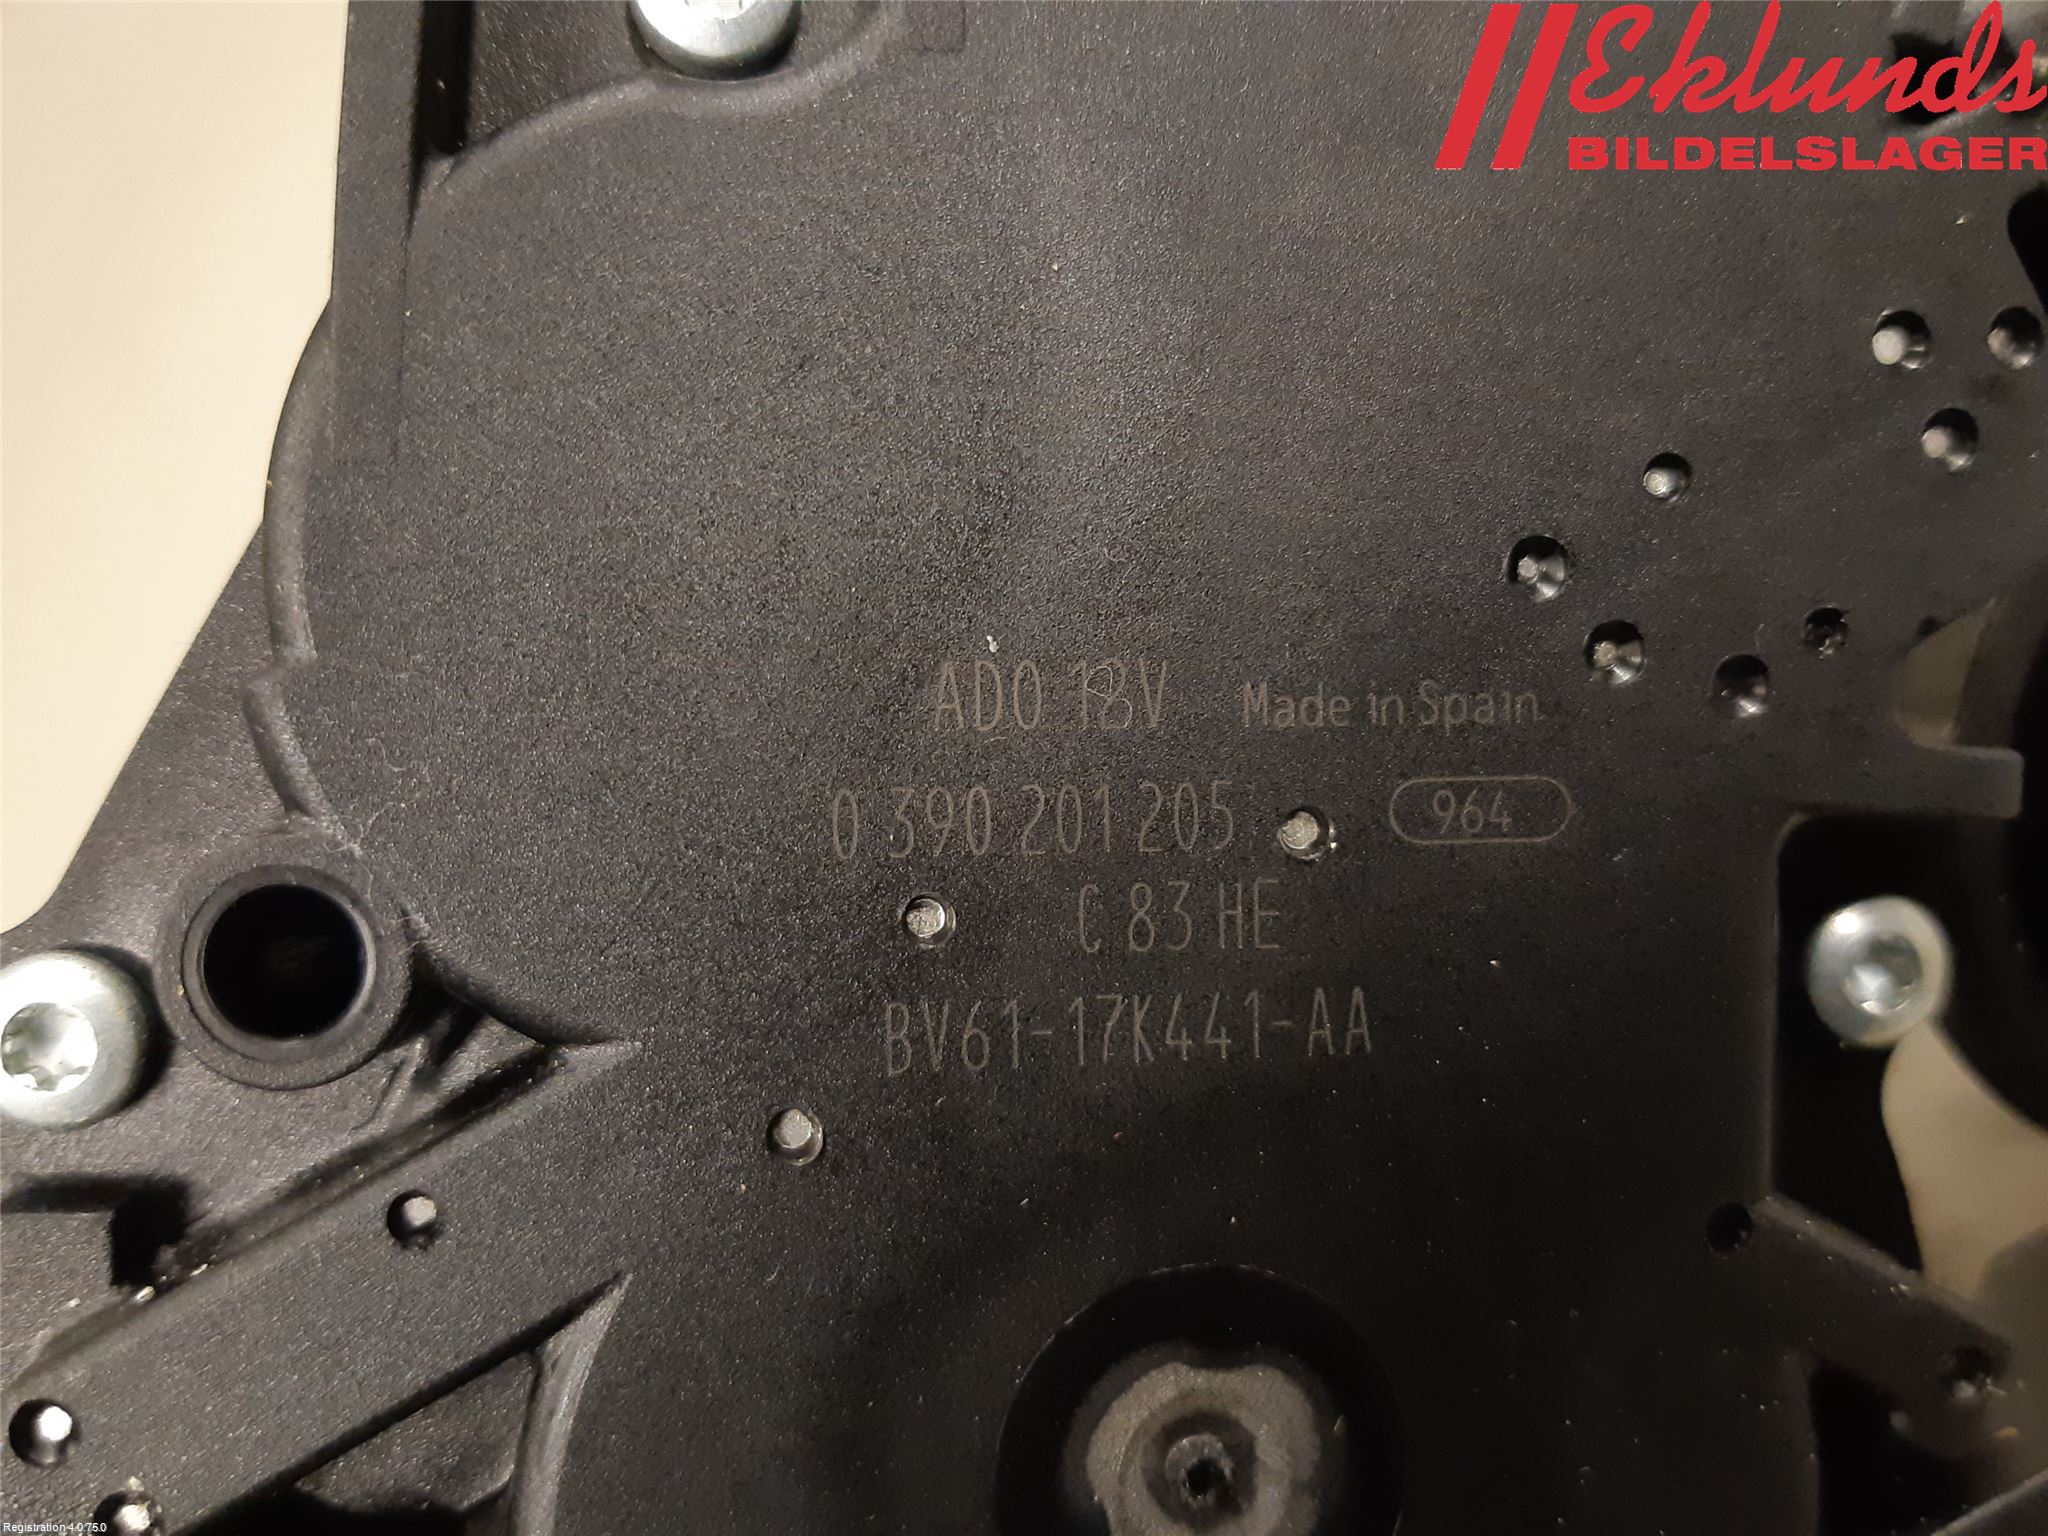 Eklunds
BILDELSLAGER
ADO 12V Made in Spain
0 390 201 205 964
C 83 HE
BV61-17K441-AA
Registration 4.0.75.0